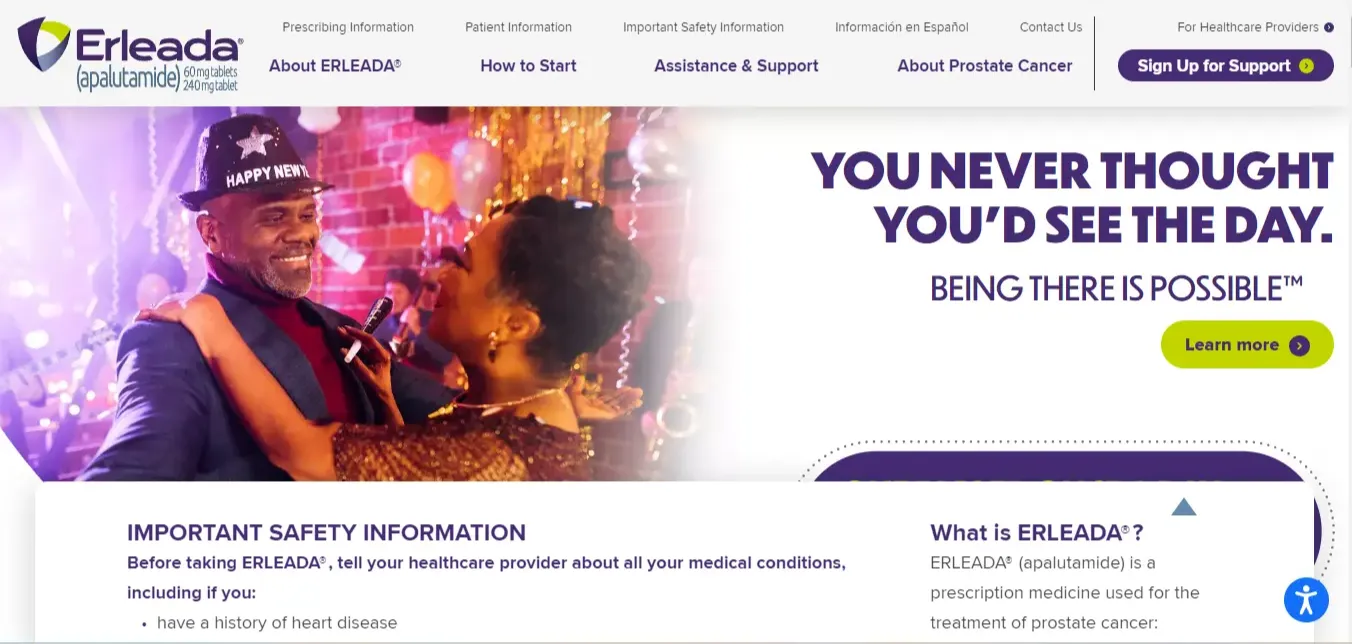 Prescribing Information
Patient Information
Important Safety Information
Información en Español
Contact Us
For Healthcare Providers
Erleada®
(apalutamide) 60 mg tablets
240 mg tablet
About ERLEADA®
How to Start
Assistance & Support
About Prostate Cancer
Sign Up for Support
HAPPY NEW
YOU NEVER THOUGHT
YOU’D SEE THE DAY.
BEING THERE IS POSSIBLE™
Learn more
IMPORTANT SAFETY INFORMATION
Before taking ERLEADA®, tell your healthcare provider about all your medical conditions,
including if you:
• have a history of heart disease
What is ERLEADA®?
ERLEADA® (apalutamide) is a
prescription medicine used for the
treatment of prostate cancer: